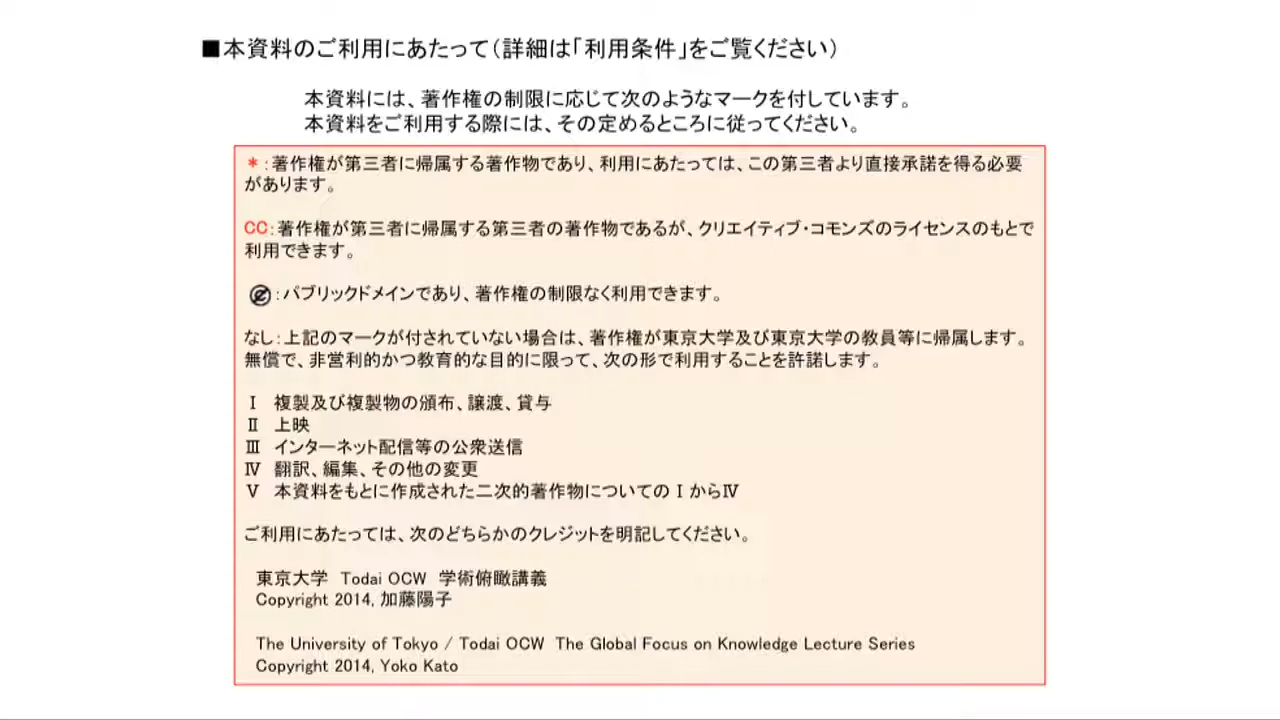 ■本資料のご利用にあたって(詳細は「利用条件」をご覧ください)
本資料には、著作権の制限に応じて次のようなマークを付しています。
本資料をご利用する際には、その定めるところに従ってください。
*:著作権が第三者に帰属する著作物であり、利用にあたっては、この第三者より直接承諾を得る必要
があります。
CC:著作権が第三者に帰属する第三者の著作物であるが、クリエイティブ・コモンズのライセンスのもとで
利用できます。
:パブリックドメインであり、著作権の制限なく利用できます。
なし:上記のマークが付されていない場合は、著作権が東京大学及び東京大学の教員等に帰属します。
無償で、非営利的かつ教育的な目的に限って、次の形で利用することを許諾します。
Ⅰ 複製及び複製物の頒布、譲渡、貸与
Ⅱ 上映
Ⅲ インターネット配信等の公衆送信
Ⅳ 翻訳、編集、その他の変更
Ⅴ 本資料をもとに作成された二次的著作物についてのⅠからⅣ
ご利用にあたっては、次のどちらかのクレジットを明記してください。
東京大学 Todai OCW 学術俯瞰講義
Copyright 2014, 加藤陽子
The University of Tokyo / Todai OCW The Global Focus on Knowledge Lecture Series
Copyright 2014, Yoko Kato